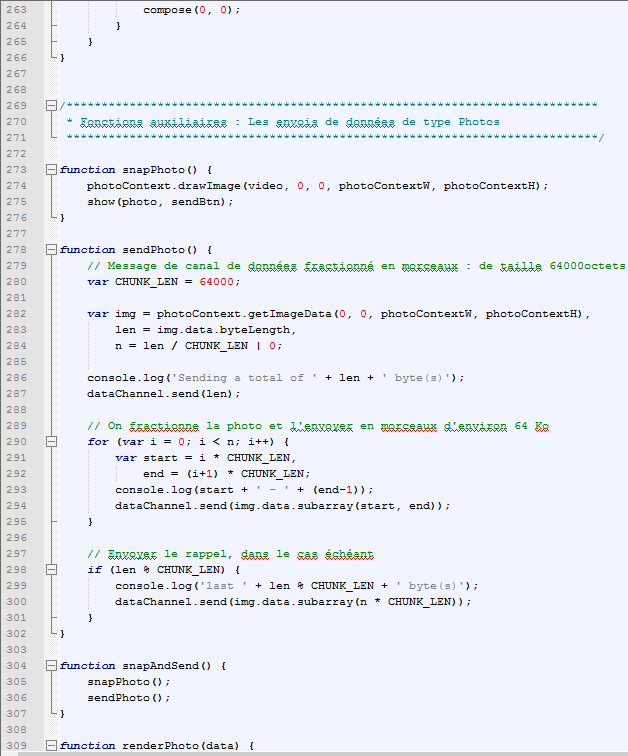 263 compose(0, 0);
264 }
265 }
266 }
267
268
269 /****************************************************************************
270 * Fonctions auxiliaires : Les envois de données de type Photos
271 ****************************************************************************/
272
273 function snapPhoto() {
274 photoContext.drawImage(video, 0, 0, photoContextW, photoContextH);
275 show(photo, sendBtn);
276 }
277
278 function sendPhoto() {
279 // Message de canal de données fractionné en morceaux : de taille 64000octets
280 var CHUNK_LEN = 64000;
281
282 var img = photoContext.getImageData(0, 0, photoContextW, photoContextH),
283 len = img.data.byteLength,
284 n = len / CHUNK_LEN | 0;
285
286 console.log('Sending a total of ' + len + ' byte(s)');
287 dataChannel.send(len);
288
289 // On fractionne la photo et l'envoyer en morceaux d'environ 64 Ko
290 for (var i = 0; i < n; i++) {
291 var start = i * CHUNK_LEN,
292 end = (i+1) * CHUNK_LEN;
293 console.log(start + ' - ' + (end-1));
294 dataChannel.send(img.data.subarray(start, end));
295 }
296
297 // Envoyer le rappel, dans le cas échéant
298 if (len % CHUNK_LEN) {
299 console.log('last ' + len % CHUNK_LEN + ' byte(s)');
300 dataChannel.send(img.data.subarray(n * CHUNK_LEN));
301 }
302 }
303
304 function snapAndSend() {
305 snapPhoto();
306 sendPhoto();
307 }
308
309 function renderPhoto(data) {